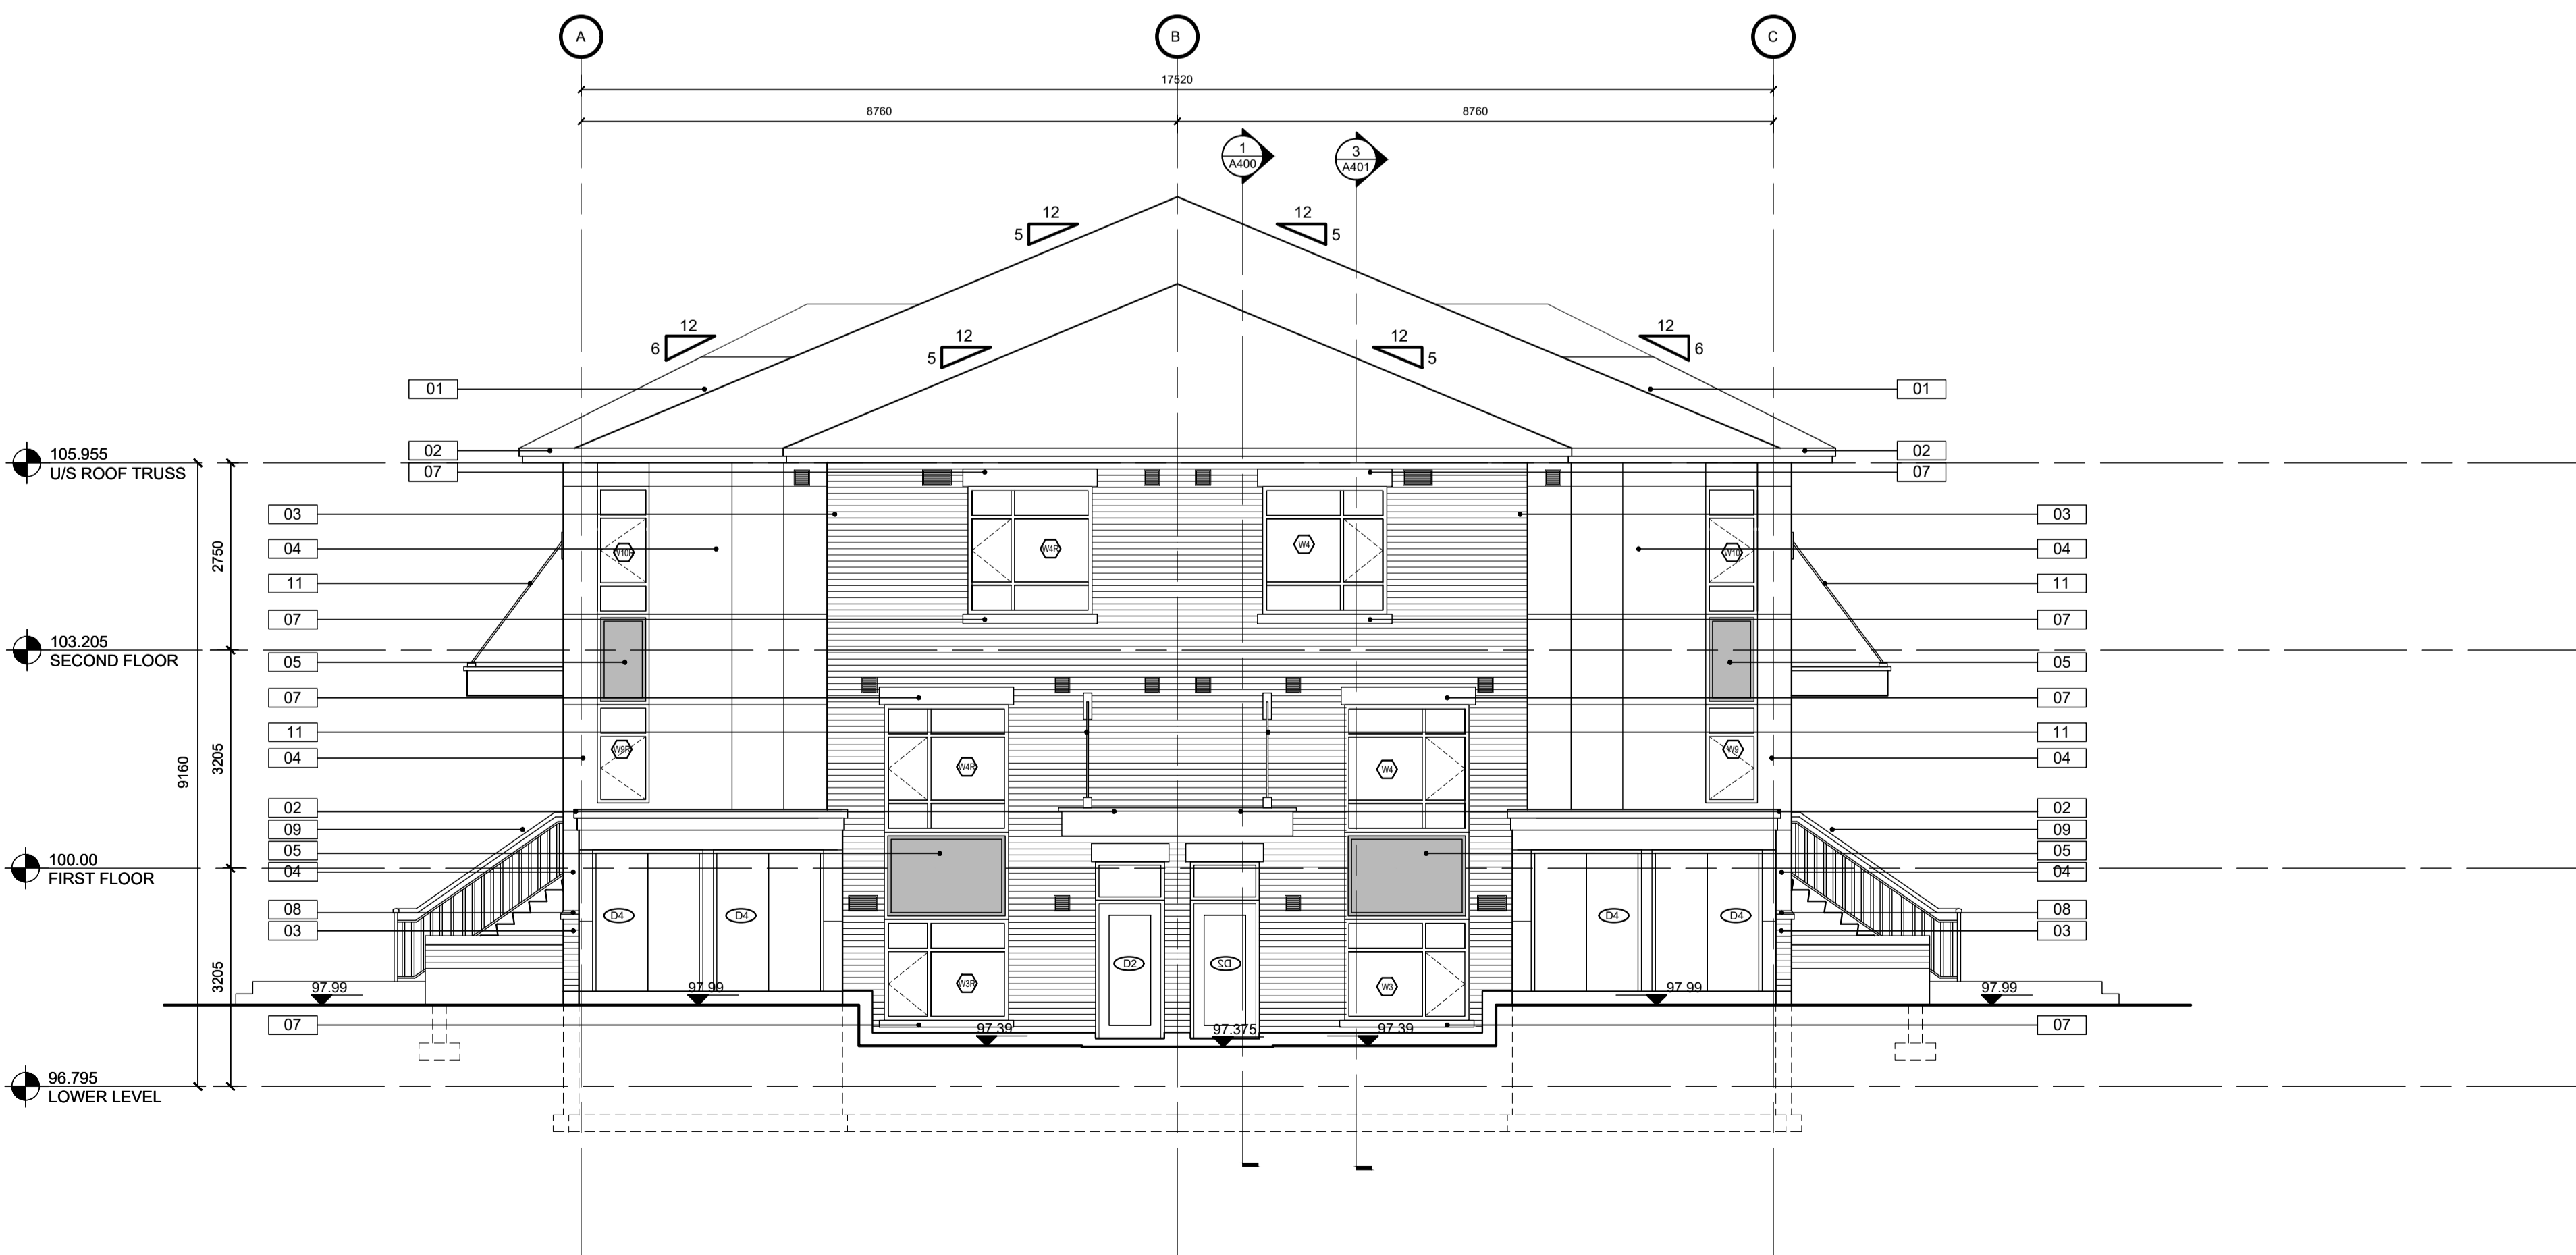 A
B
C
17520
8760
8760
1
A400
3
A401
12
5
12
5
12
6
12
5
12
5
12
6
01
01
02
02
105.955
U/S ROOF TRUSS
07
07
03
03
W10R
W4R
W4
W10
04
04
2750
11
11
07
07
103.205
SECOND FLOOR
05
05
07
07
11
11
W9R
W4R
W4
W9
04
04
3205
9160
02
02
09
09
05
05
100.00
FIRST FLOOR
04
04
08
08
D4
D4
D4
D4
03
03
D2
D2
3205
W3R
W3
97.99
97.99
97.99
97.99
07
07
97.39
97.375
97.39
96.795
LOWER LEVEL